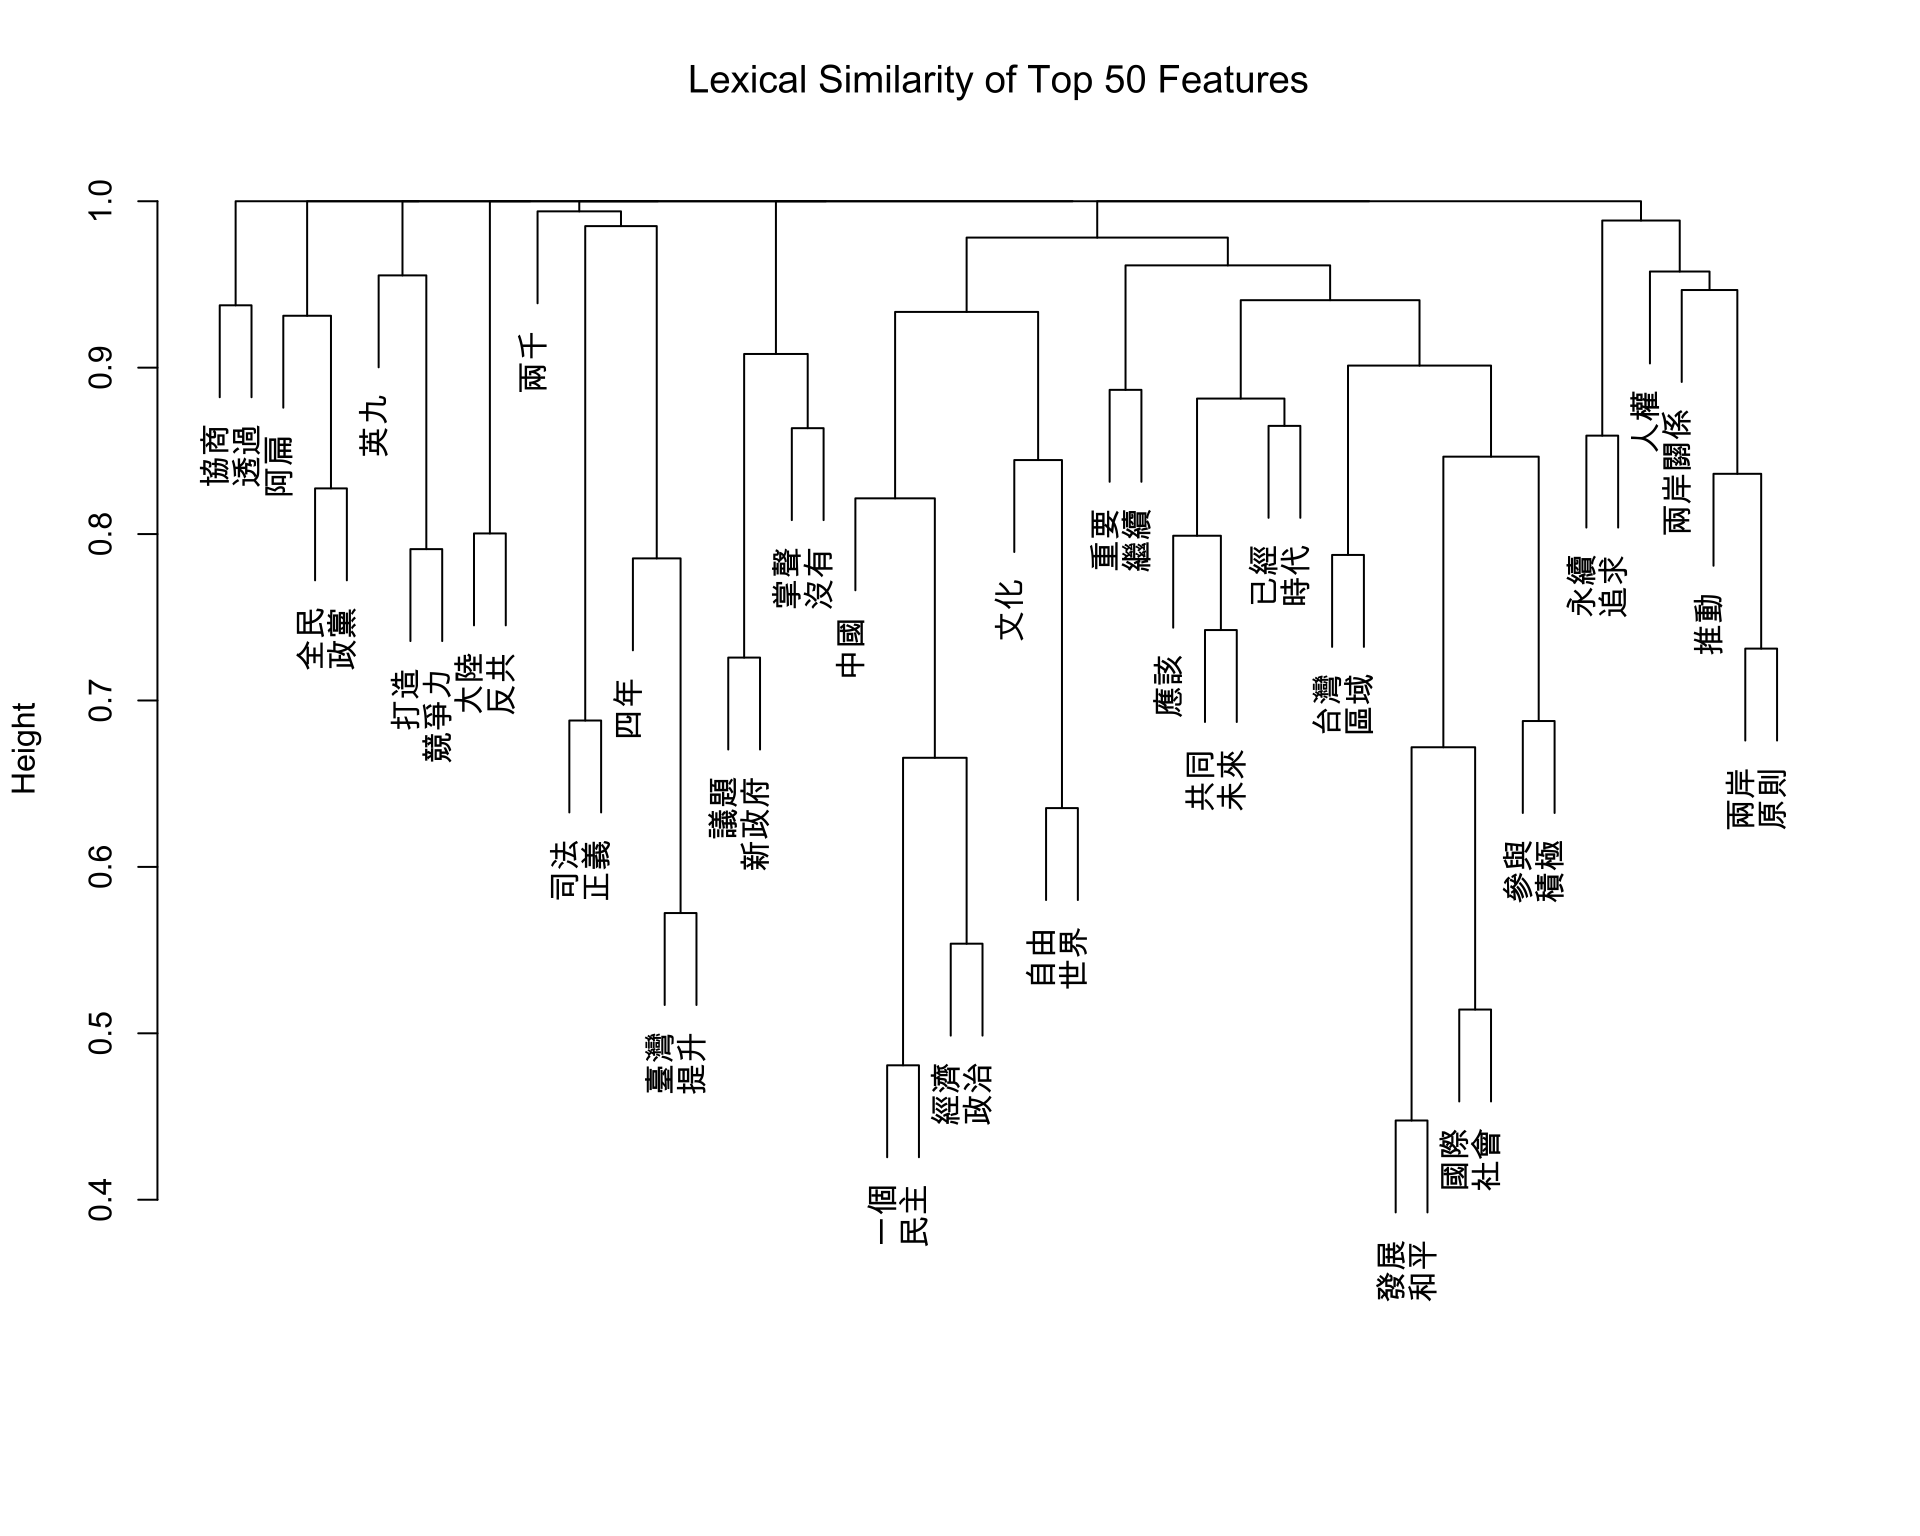 Lexical Similarity of Top 50 Features
Height
1.0
0.9
0.8
0.7
0.6
0.5
0.4
協商
透過
阿扁
全民
政黨
英九
打造
競爭力
大陸
反共
兩千
司法
正義
四年
臺灣
提升
議題
新政府
掌聲
沒有
中國
一個
民主
經濟
政治
文化
自由
世界
重要
繼續
應該
共同
未來
已經
時代
台灣
區域
發展
和平
國際
社會
參與
積極
永續
追求
人權
兩岸關係
推動
兩岸
原則